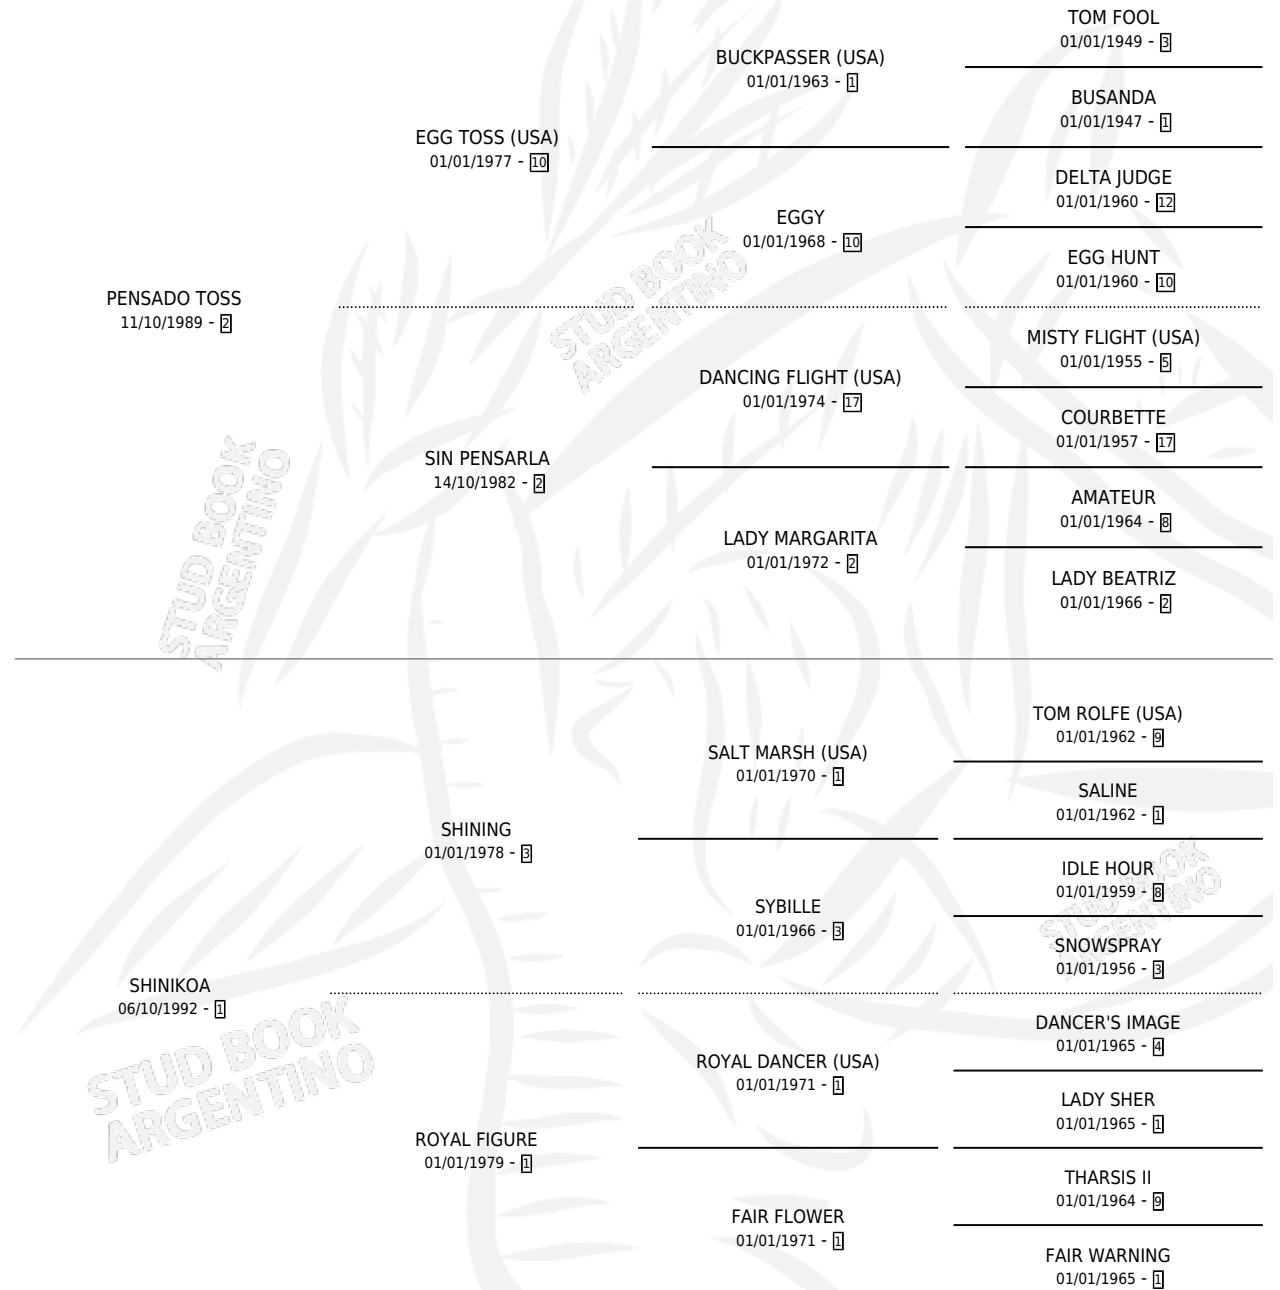 TOM FOOL
01/01/1949 - 3
BUCKPASSER (USA)
01/01/1963 - 1
BUSANDA
01/01/1947 - 1
EGG TOSS (USA)
01/01/1977 - 10
DELTA JUDGE
01/01/1960 - 12
EGGY
01/01/1968 - 10
EGG HUNT
01/01/1960 - 10
PENSADO TOSS
11/10/1989 - 2
MISTY FLIGHT (USA)
01/01/1955 - 5
DANCING FLIGHT (USA)
01/01/1974 - 17
COURBETTE
01/01/1957 - 17
SIN PENSARLA
14/10/1982 - 2
AMATEUR
01/01/1964 - 8
LADY MARGARITA
01/01/1972 - 2
LADY BEATRIZ
01/01/1966 - 2
TOM ROLFE (USA)
01/01/1962 - 9
SALT MARSH (USA)
01/01/1970 - 1
SALINE
01/01/1962 - 1
SHINING
01/01/1978 - 3
IDLE HOUR
01/01/1959 - 8
SYBILLE
01/01/1966 - 3
SNOWSPRAY
01/01/1956 - 3
SHINIKOA
06/10/1992 - 1
DANCER'S IMAGE
01/01/1965 - 4
ROYAL DANCER (USA)
01/01/1971 - 1
LADY SHER
01/01/1965 - 1
ROYAL FIGURE
01/01/1979 - 1
THARSIS II
01/01/1964 - 9
FAIR FLOWER
01/01/1971 - 1
FAIR WARNING
01/01/1965 - 1
STUD BOOK
ARGENTINO
STUD BOOK
ARGENTINO
STUD BOOK
ARGENTINO
STUD BOOK
ARGENTINO